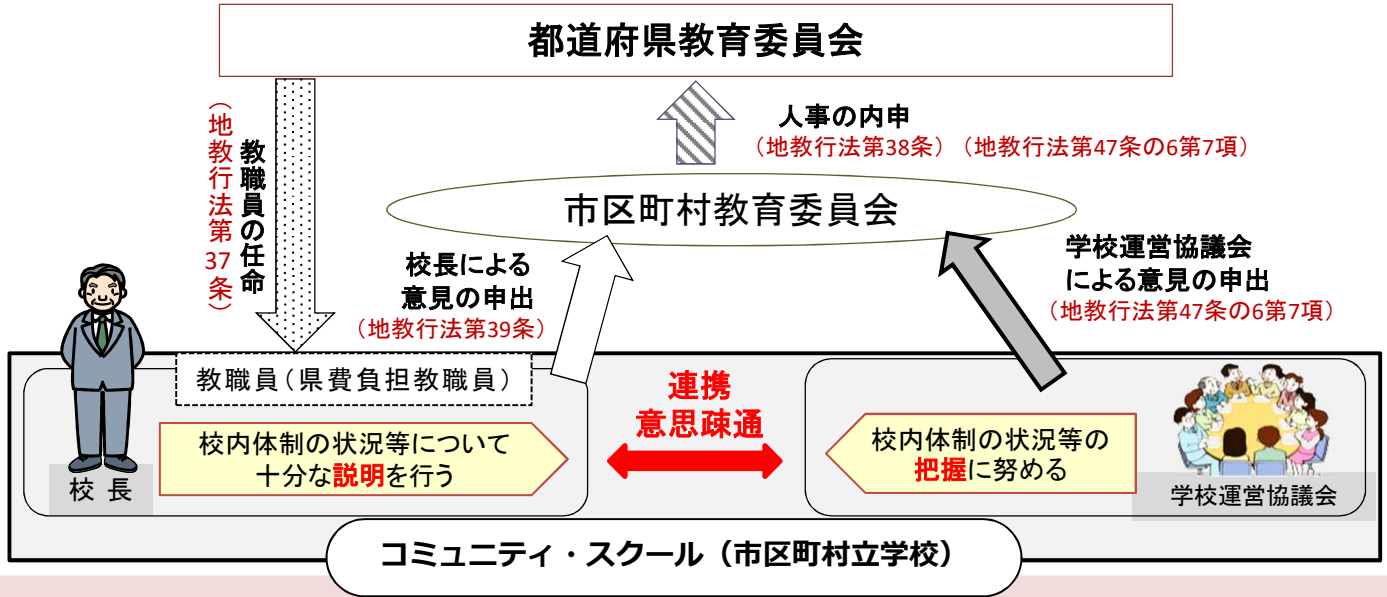 都道府県教育委員会
教職員の任命
（地教行法第37条）
人事の内申
（地教行法第38条）（地教行法第47条の6第7項）
市区町村教育委員会
校長による
意見の申出
（地教行法第39条）
学校運営協議会
による意見の申出
（地教行法第47条の6第7項）
教職員（県費負担教職員）
校内体制の状況等について
十分な説明を行う
校 長
連携
意思疎通
校内体制の状況等の
把握に努める
学校運営協議会
コミュニティ・スクール（市区町村立学校）